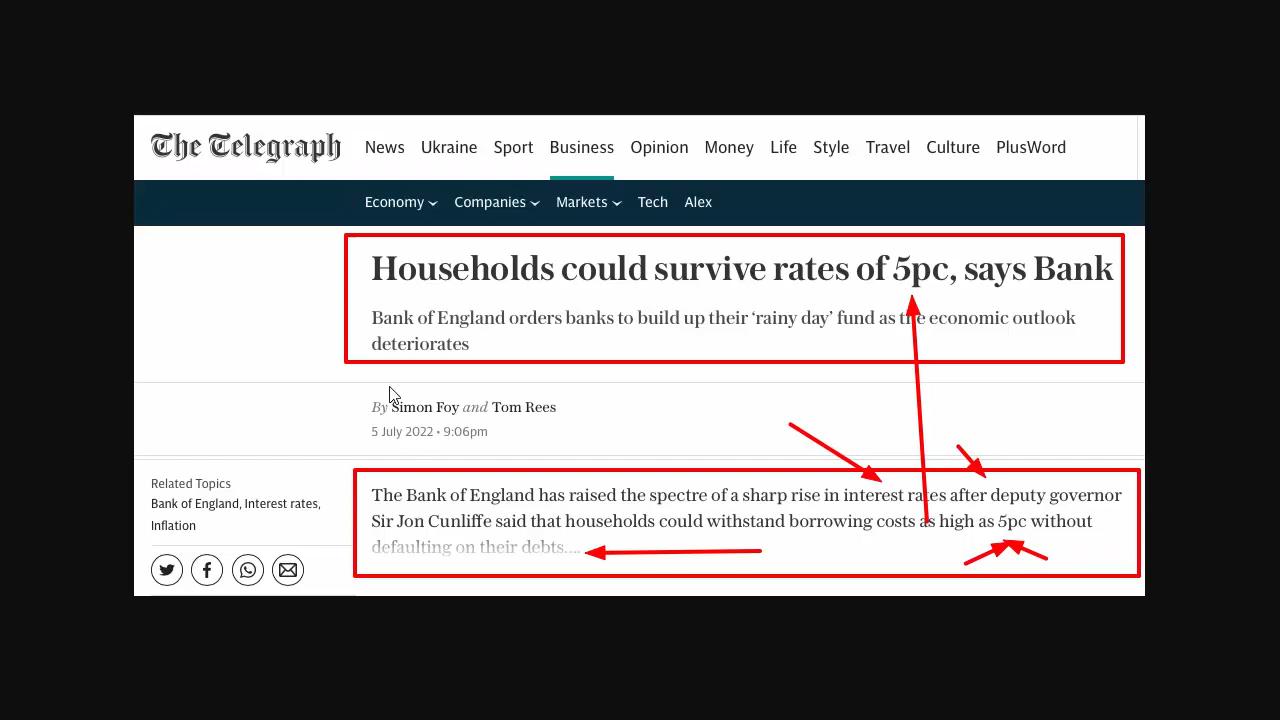 The Telegraph
News Ukraine Sport Business Opinion Money Life Style Travel Culture PlusWord
Economy Companies Markets Tech Alex
Households could survive rates of 5pc, says Bank
Bank of England orders banks to build up their ‘rainy day’ fund as the economic outlook
deteriorates
By Simon Foy and Tom Rees
5 July 2022 • 9:06pm
Related Topics
Bank of England, Interest rates,
Inflation
The Bank of England has raised the spectre of a sharp rise in interest rates after deputy governor
Sir Jon Cunliffe said that households could withstand borrowing costs as high as 5pc without
defaulting on their debts....